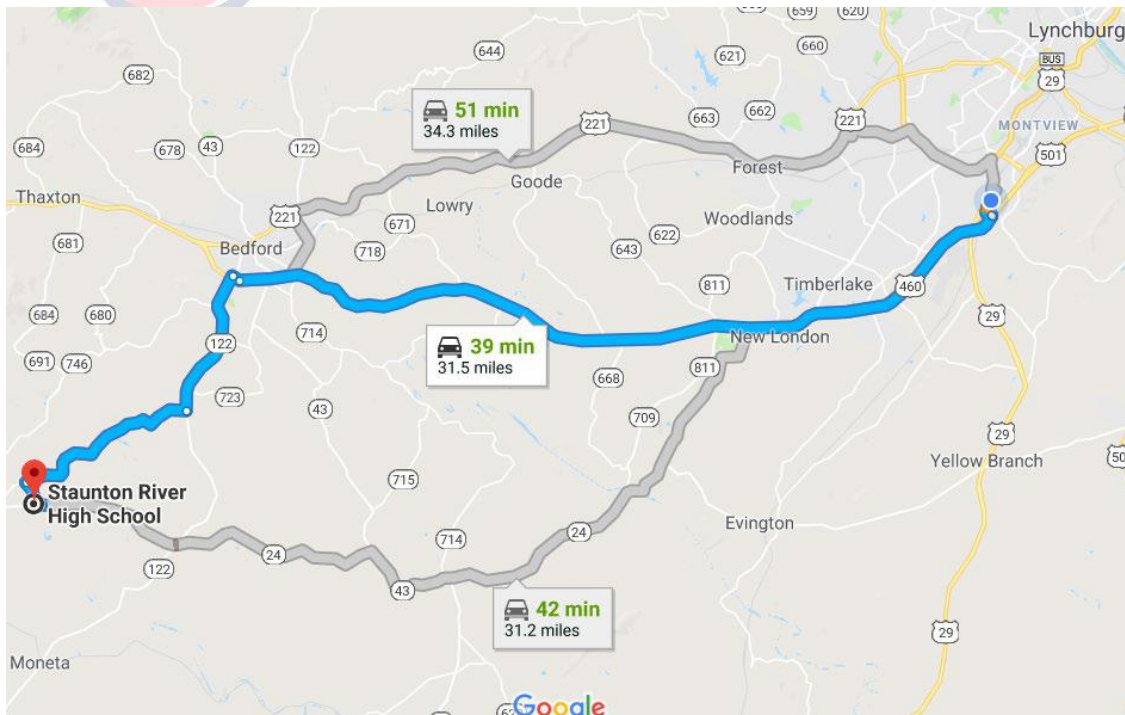 659
620
Lynchburg
644
621
660
BUS
29
682
51 min
34.3 miles
221
663
662
221
MONTVIEW
684
678
43
122
501
Goode
Forest
Thaxton
221
Lowry
671
Woodlands
681
Bedford
718
643
622
811
Timberlake
460
684
680
122
714
39 min
31.5 miles
New London
29
691
746
668
811
723
43
709
29
Yellow Branch
Staunton River
High School
715
Evington
24
714
24
122
43
42 min
31.2 miles
29
Moneta
Google